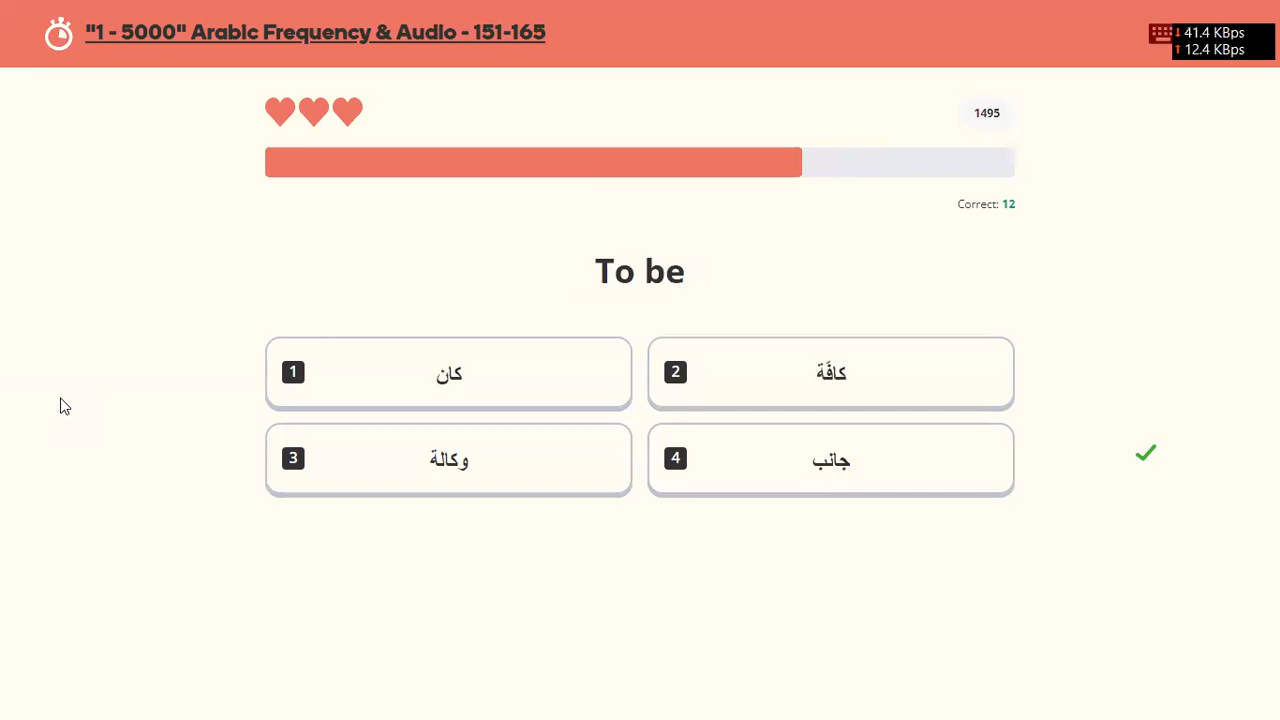 "1 - 5000" Arabic Frequency & Audio - 151-165
↓ 41.4 KBps
↑ 12.4 KBps
1495
Correct: 12
To be
1 كان
2 كافّة
3 وكالة
4 جانب